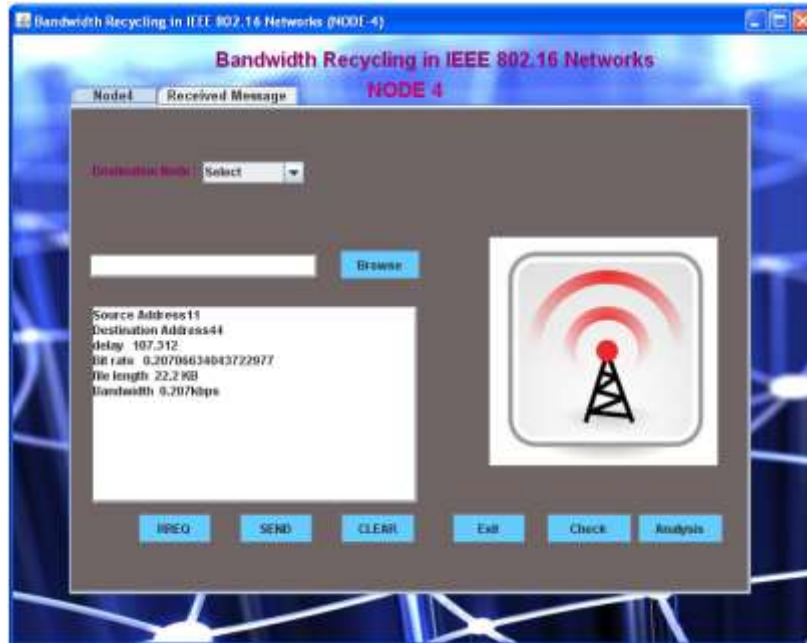 Bandwidth Recycling in IEEE 802.16 Networks (NODE-4)
Bandwidth Recycling in IEEE 802.16 Networks
NODE 4
Node4 Received Message
Destination Node Select
Browse
Source Address11
Destination Address44
delay 107.312
Bit rate 0.20706634043722977
file length 22.2 KB
Bandwidth 0.207kbps
RREQ SEND CLEAR Exit Check Analysis